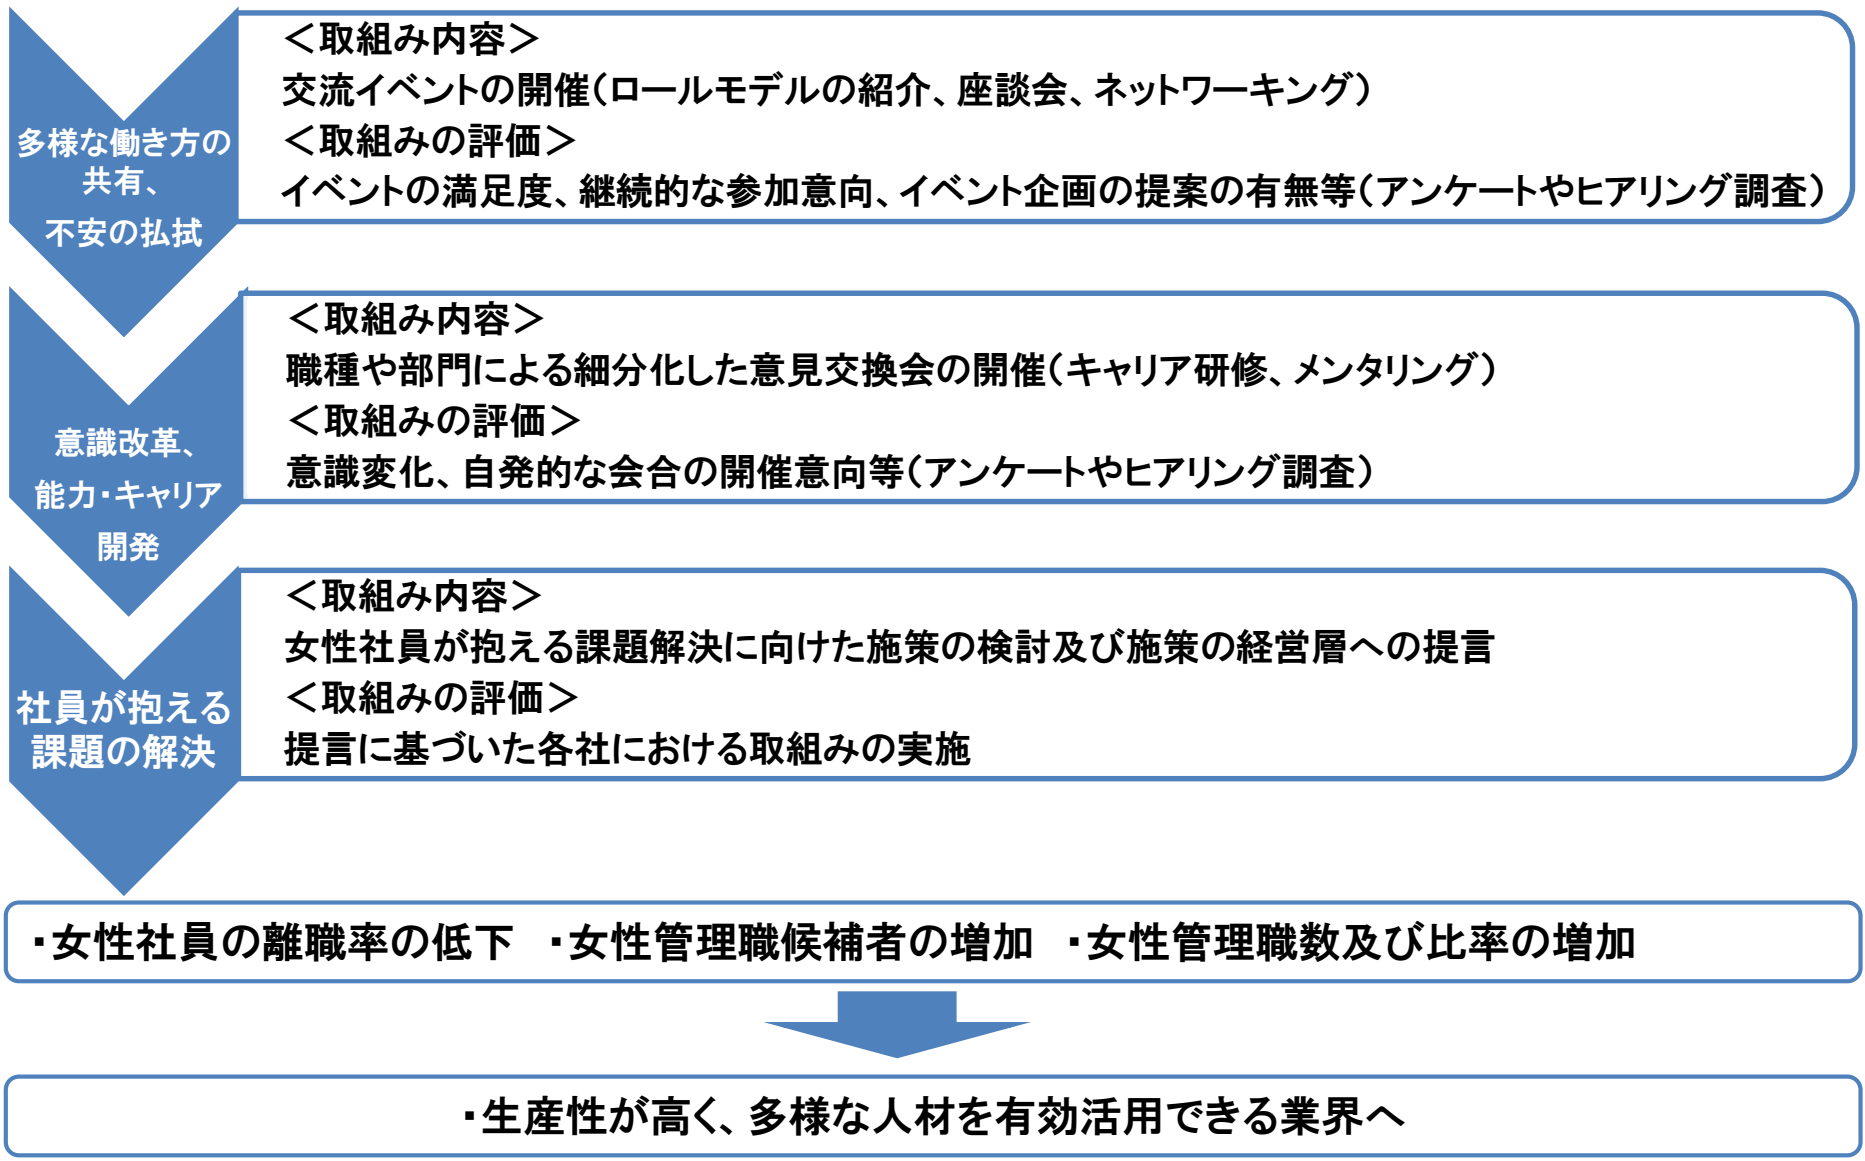 多様な働き方の
共有、
不安の払拭
＜取組み内容＞
交流イベントの開催（ロールモデルの紹介、座談会、ネットワーキング）
＜取組みの評価＞
イベントの満足度、継続的な参加意向、イベント企画の提案の有無等（アンケートやヒアリング調査）
意識改革、
能力・キャリア
開発
＜取組み内容＞
職種や部門による細分化した意見交換会の開催（キャリア研修、メンタリング）
＜取組みの評価＞
意識変化、自発的な会合の開催意向等（アンケートやヒアリング調査）
社員が抱える
課題の解決
＜取組み内容＞
女性社員が抱える課題解決に向けた施策の検討及び施策の経営層への提言
＜取組みの評価＞
提言に基づいた各社における取組みの実施
・女性社員の離職率の低下　・女性管理職候補者の増加　・女性管理職数及び比率の増加
・生産性が高く、多様な人材を有効活用できる業界へ